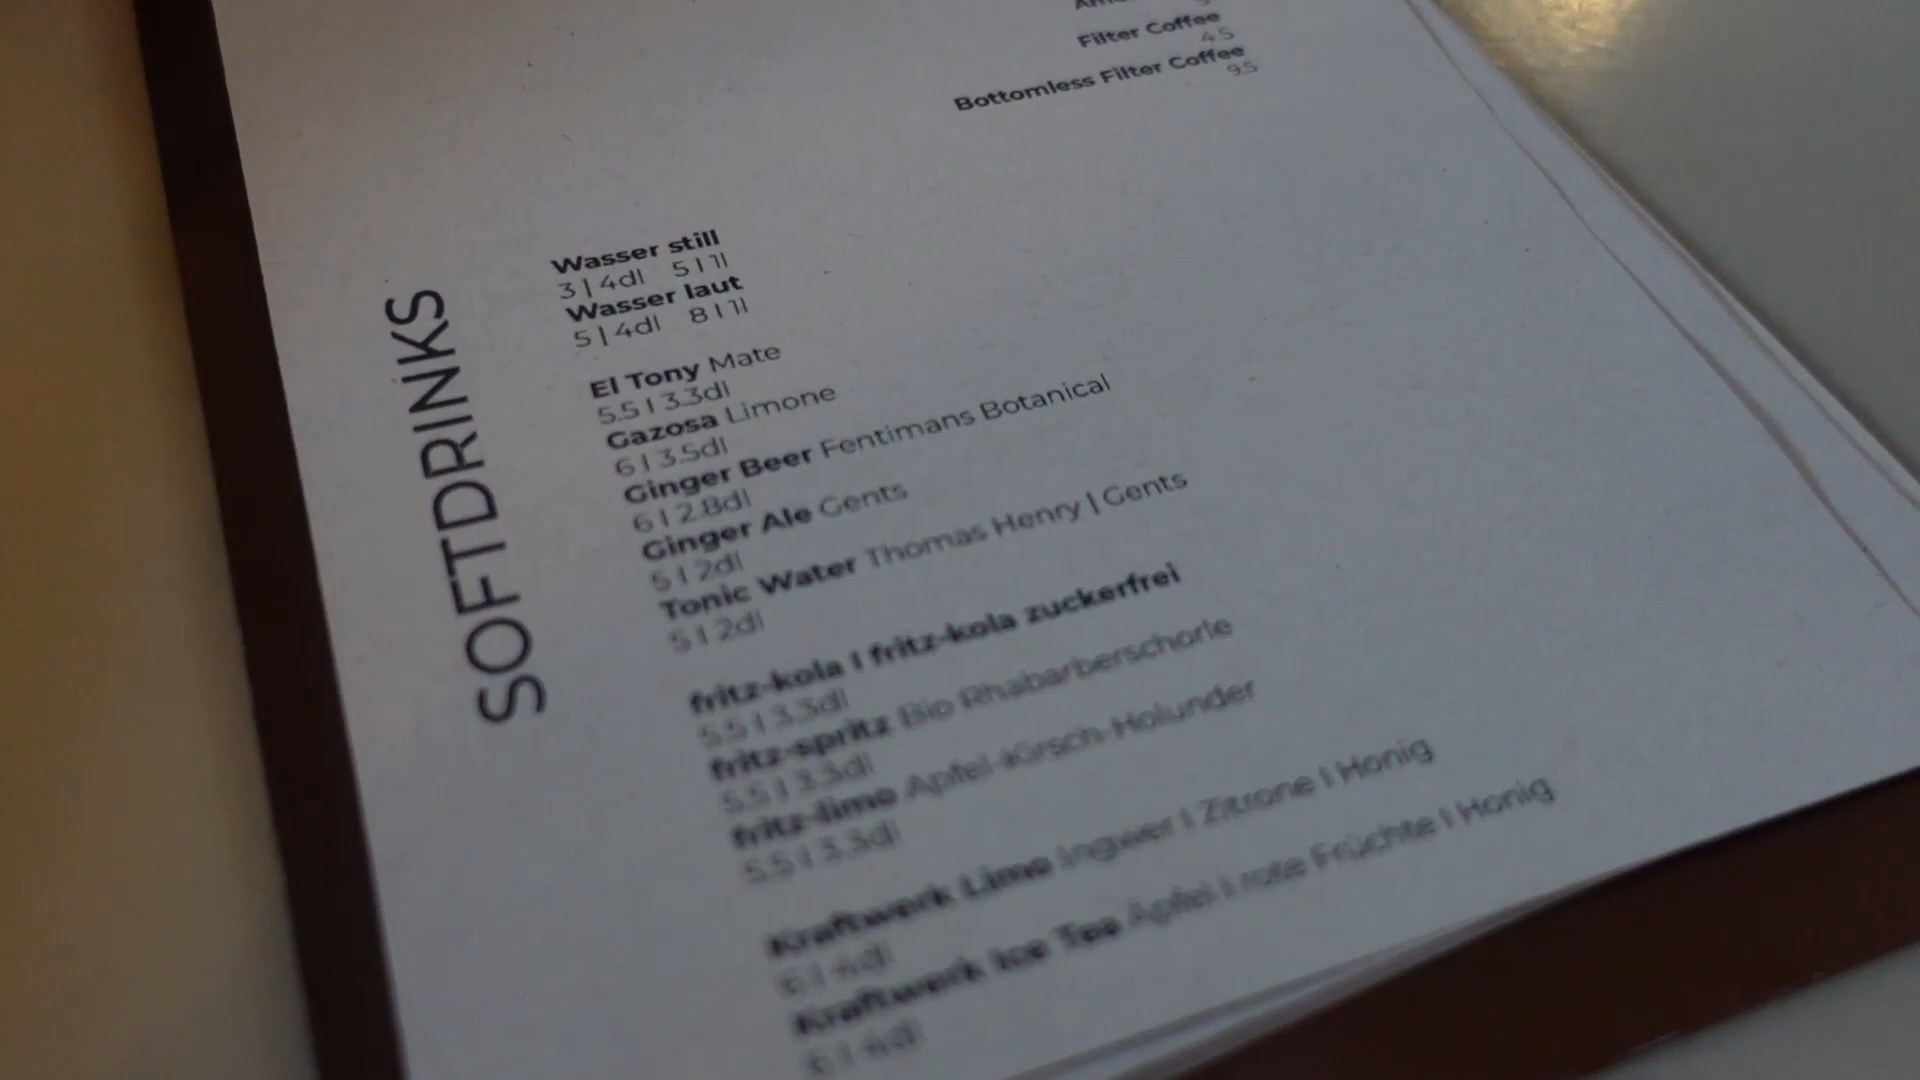 Filter Coffee
4.5
Bottomless Filter Coffee
9.5
SOFTDRINKS
Wasser still
3 | 4dl 5 | 1l
Wasser laut
5 | 4dl 8 | 1l
El Tony Mate
5.5 | 3.3dl
Gazosa Limone
6 | 3.5dl
Ginger Beer Fentimans Botanical
6 | 2.8dl
Ginger Ale Gents
5 | 2dl
Tonic Water Thomas Henry | Gents
5 | 2dl
fritz-kola | fritz-kola zuckerfrei
5.5 | 3.3dl
fritz-spritz Bio Rhabarberschorle
5.5 | 3.3dl
fritz-limo Apfel-Kirsch-Holunder
5.5 | 3.3dl
Kraftwerk Limo Ingwer | Zitrone | Honig
6 | 4dl
Kraftwerk Ice Tea Apfel | rote Früchte | Honig
6 | 4dl